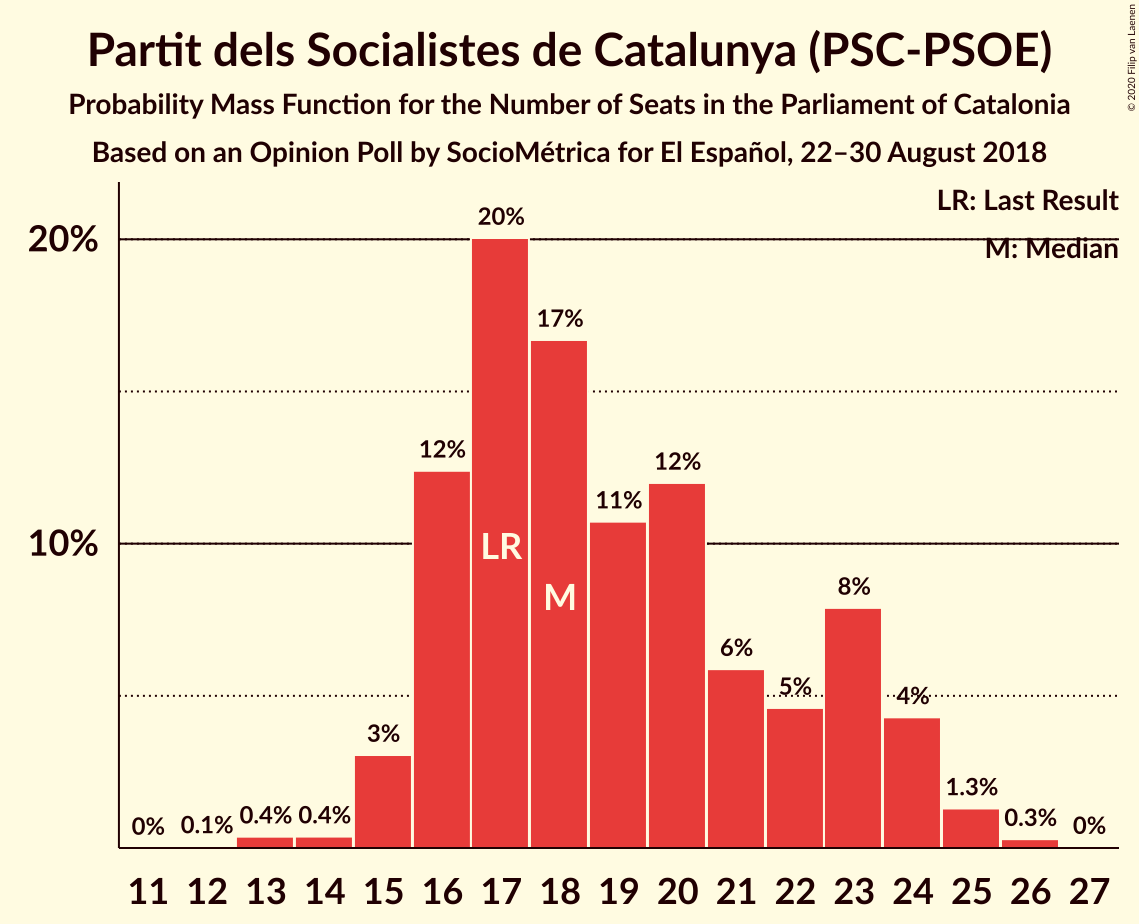 Partit dels Socialistes de Catalunya (PSC-PSOE)
Probability Mass Function for the Number of Seats in the Parliament of Catalonia
Based on an Opinion Poll by SocioMétrica for El Español, 22–30 August 2018
© 2020 Filip van Laenen
LR: Last Result
M: Median
20%
10%
0% 0.1% 0.4% 0.4% 3% 12% 20% 17% 11% 12% 6% 5% 8% 4% 1.3% 0.3% 0%
LR
M
11 12 13 14 15 16 17 18 19 20 21 22 23 24 25 26 27